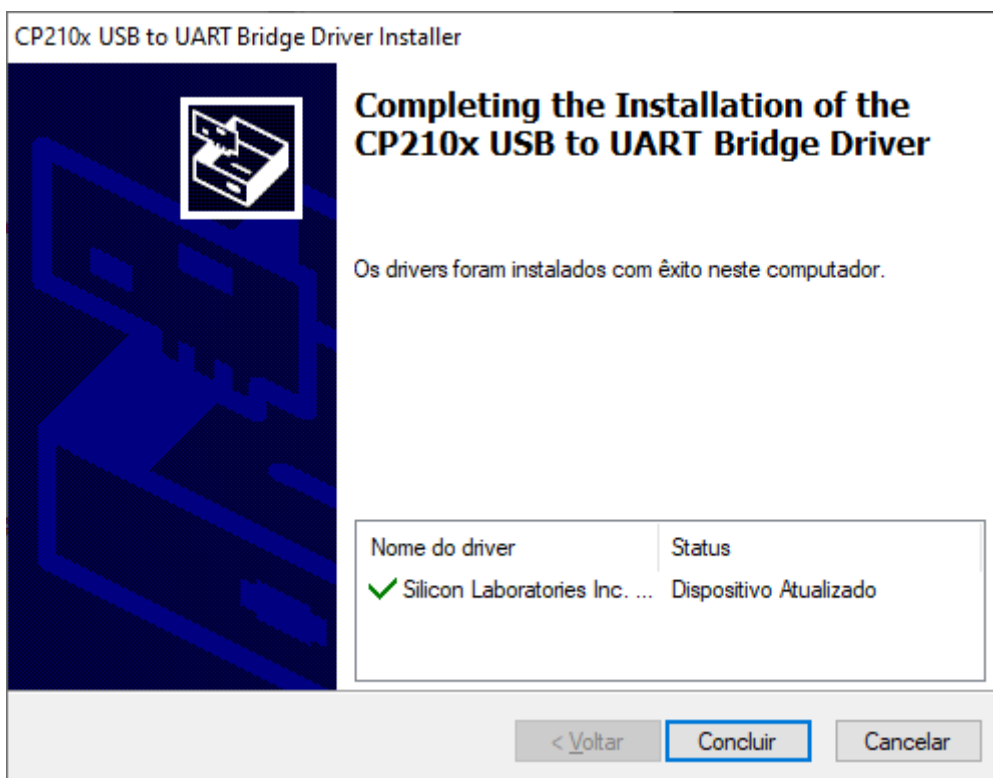 CP210x USB to UART Bridge Driver Installer
Completing the Installation of the
CP210x USB to UART Bridge Driver
Os drivers foram instalados com êxito neste computador.
Nome do driver Status
Silicon Laboratories Inc. ... Dispositivo Atualizado
< Voltar Concluir Cancelar